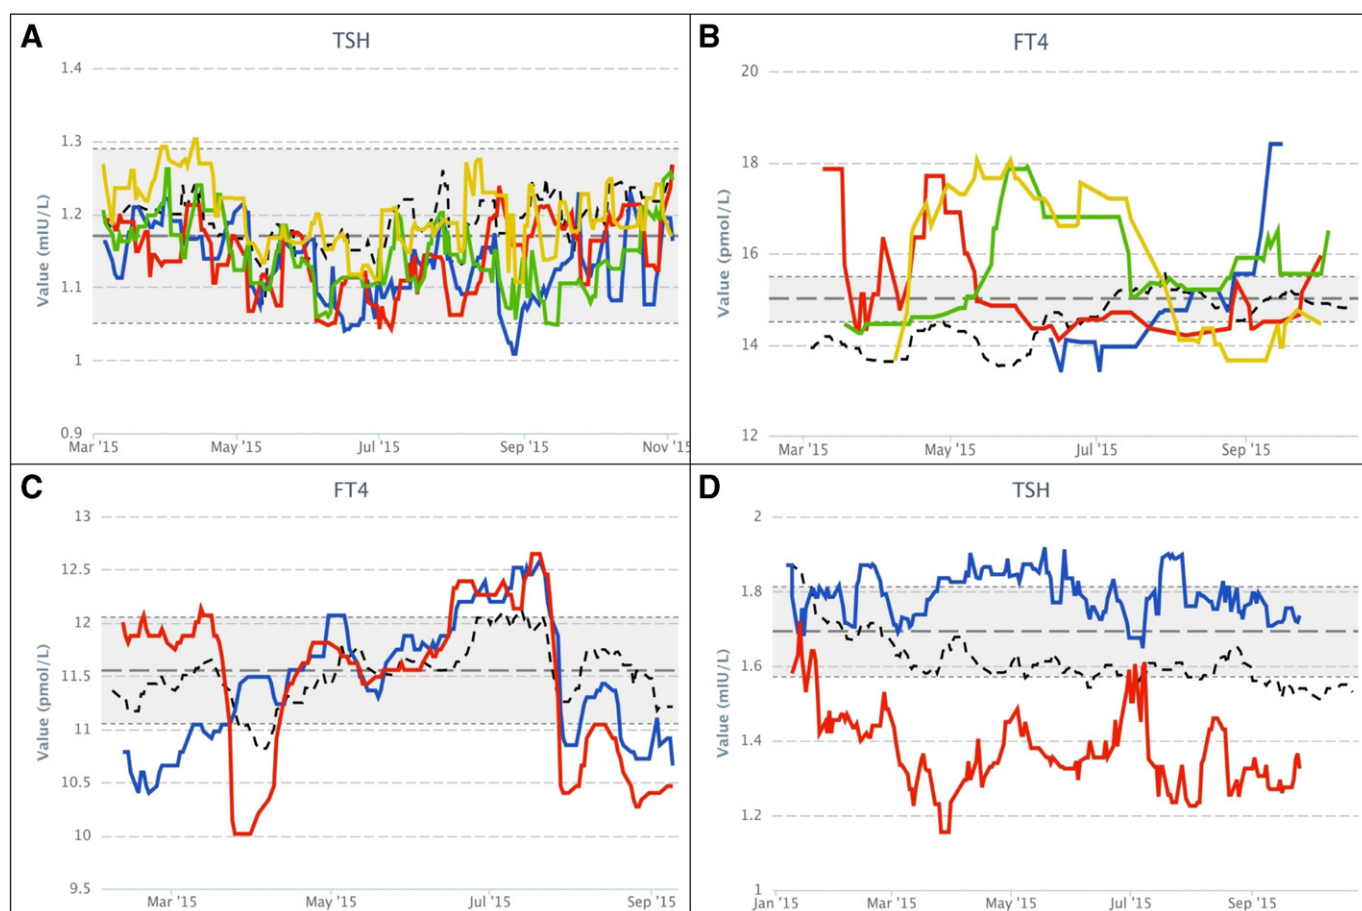 A
TSH
1.4
1.3
1.2
1.1
1
0.9
Value (mIU/L)
Mar '15
May '15
Jul '15
Sep '15
Nov '15
B
FT4
20
18
16
14
12
Value (pmol/L)
Mar '15
May '15
Jul '15
Sep '15
C
FT4
13
12.5
12
11.5
11
10.5
10
9.5
Value (pmol/L)
Mar '15
May '15
Jul '15
Sep '15
D
TSH
2
1.8
1.6
1.4
1.2
1
Value (mIU/L)
Jan '15
Mar '15
May '15
Jul '15
Sep '15